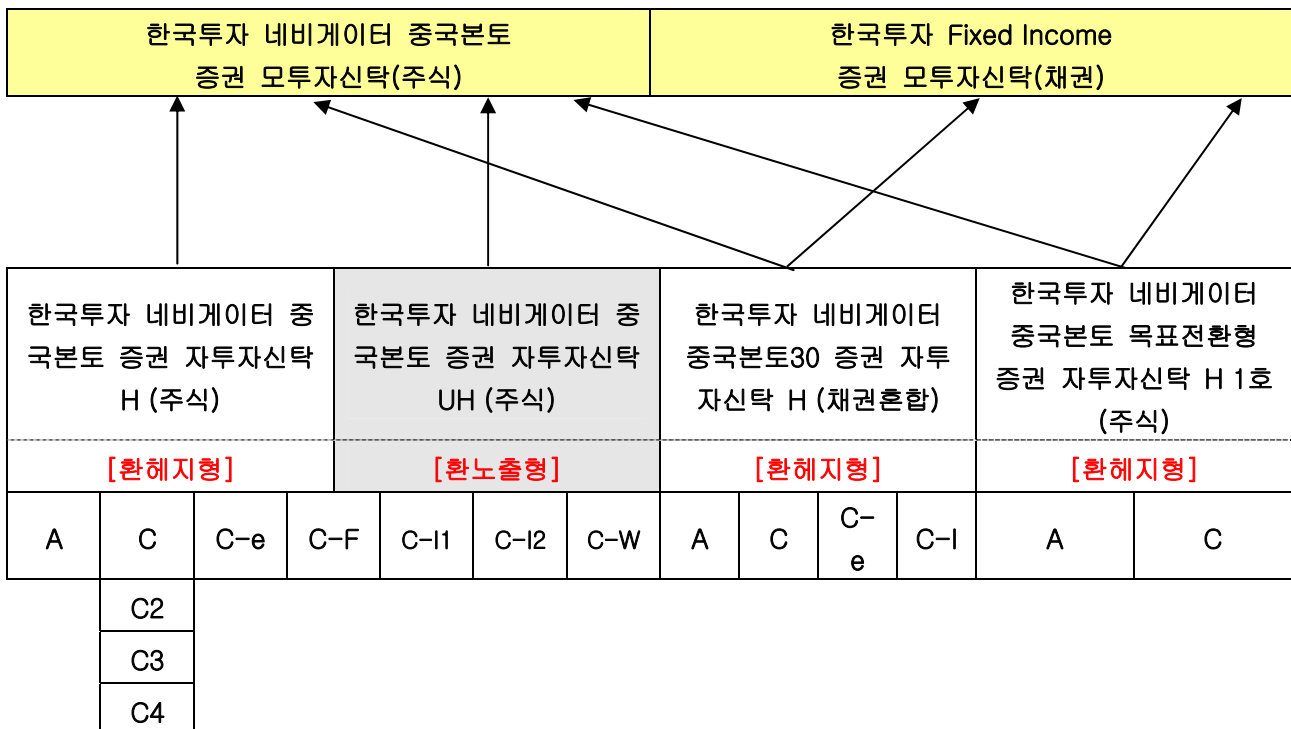 한국투자 네비게이터 중국본토
증권 모투자신탁(주식)
한국투자 Fixed Income
증권 모투자신탁(채권)
한국투자 네비게이터 중
국본토 증권 자투자신탁
H (주식)
한국투자 네비게이터 중
국본토 증권 자투자신탁
UH (주식)
한국투자 네비게이터
중국본토30 증권 자투
자신탁 H (채권혼합)
한국투자 네비게이터
중국본토 목표전환형
증권 자투자신탁 H 1호
(주식)
[환헤지형]
[환노출형]
[환헤지형]
[환헤지형]
A
C
C-e
C-F
C-I1
C-I2
C-W
A
C
C-
e
C-I
A
C
C2
C3
C4